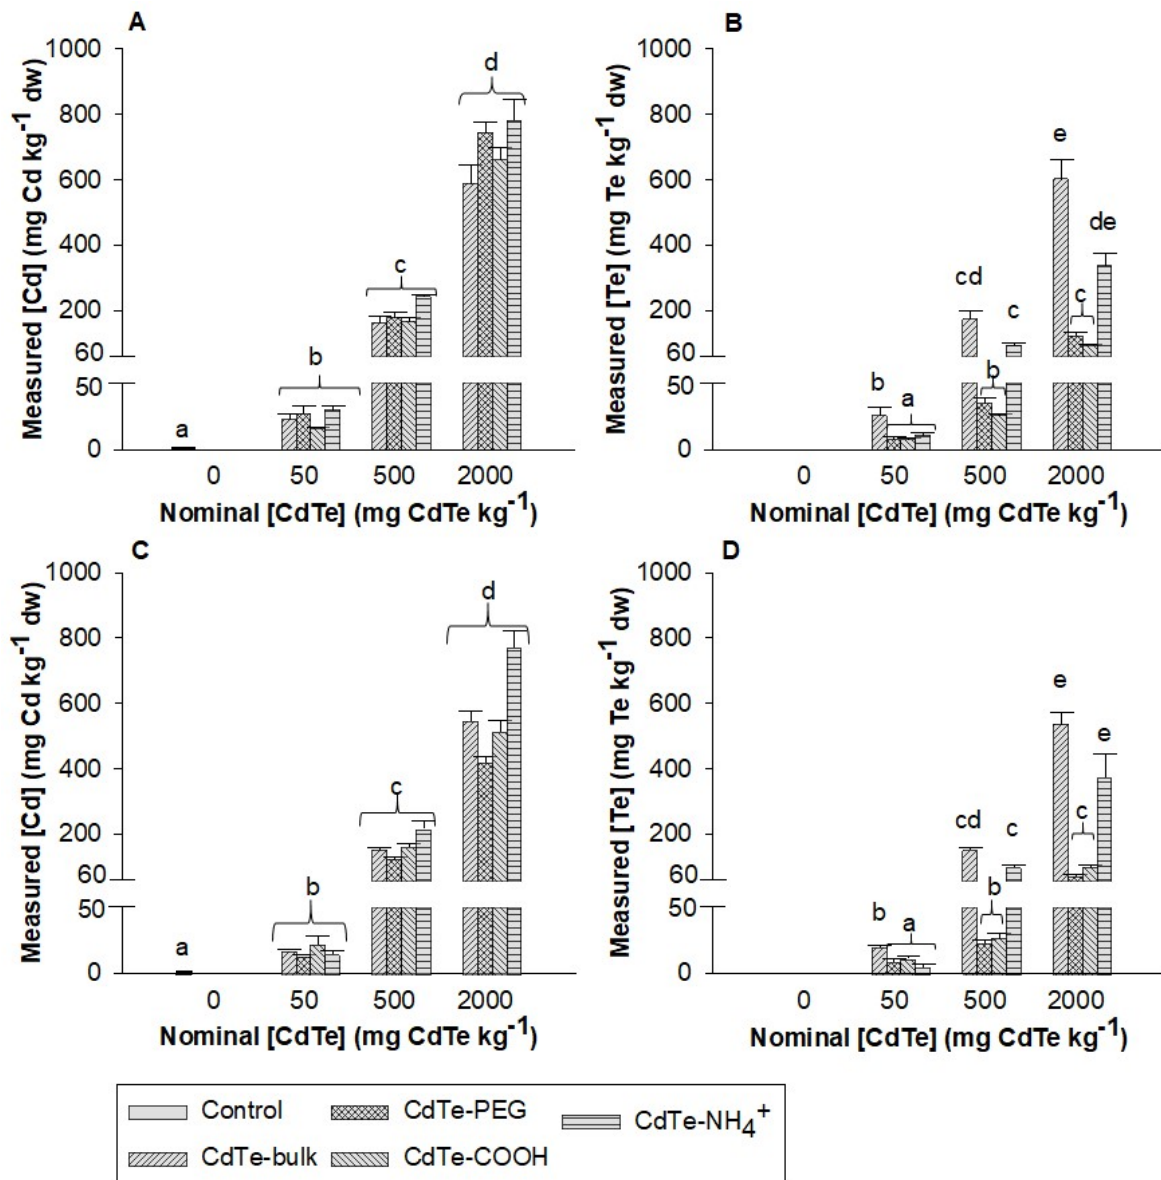 A
Measured [Cd] (mg Cd kg⁻¹ dw)
1000
800
600
400
200
60
50
0
a
b
c
d
0 50 500 2000
Nominal [CdTe] (mg CdTe kg⁻¹)
B
Measured [Te] (mg Te kg⁻¹ dw)
1000
800
600
400
200
60
50
0
b
a
cd
b
c
e
c
de
0 50 500 2000
Nominal [CdTe] (mg CdTe kg⁻¹)
C
Measured [Cd] (mg Cd kg⁻¹ dw)
1000
800
600
400
200
60
50
0
a
b
c
d
0 50 500 2000
Nominal [CdTe] (mg CdTe kg⁻¹)
D
Measured [Te] (mg Te kg⁻¹ dw)
1000
800
600
400
200
60
50
0
b
a
cd
b
c
e
c
e
0 50 500 2000
Nominal [CdTe] (mg CdTe kg⁻¹)
Control CdTe-PEG CdTe-NH₄⁺
CdTe-bulk CdTe-COOH